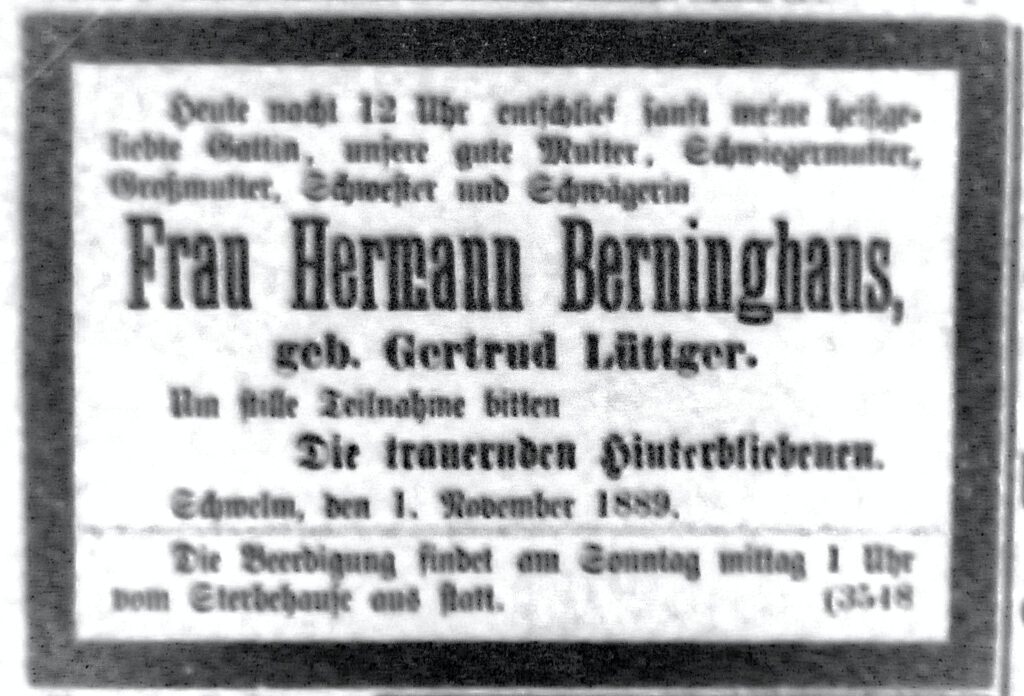 Heute nacht 12 Uhr entschlief sanft meine heißge-
liebte Gattin, unsere gute Mutter, Schwiegermutter,
Großmutter, Schwester und Schwägerin
Frau Hermann Berninghaus,
geb. Gertrud Lüttger.
Um stille Teilnahme bitten
Die trauernden Hinterbliebenen.
Schwelm, den 1. November 1889.
Die Beerdigung findet am Sonntag mittag 1 Uhr
vom Sterbehause aus statt. (3548